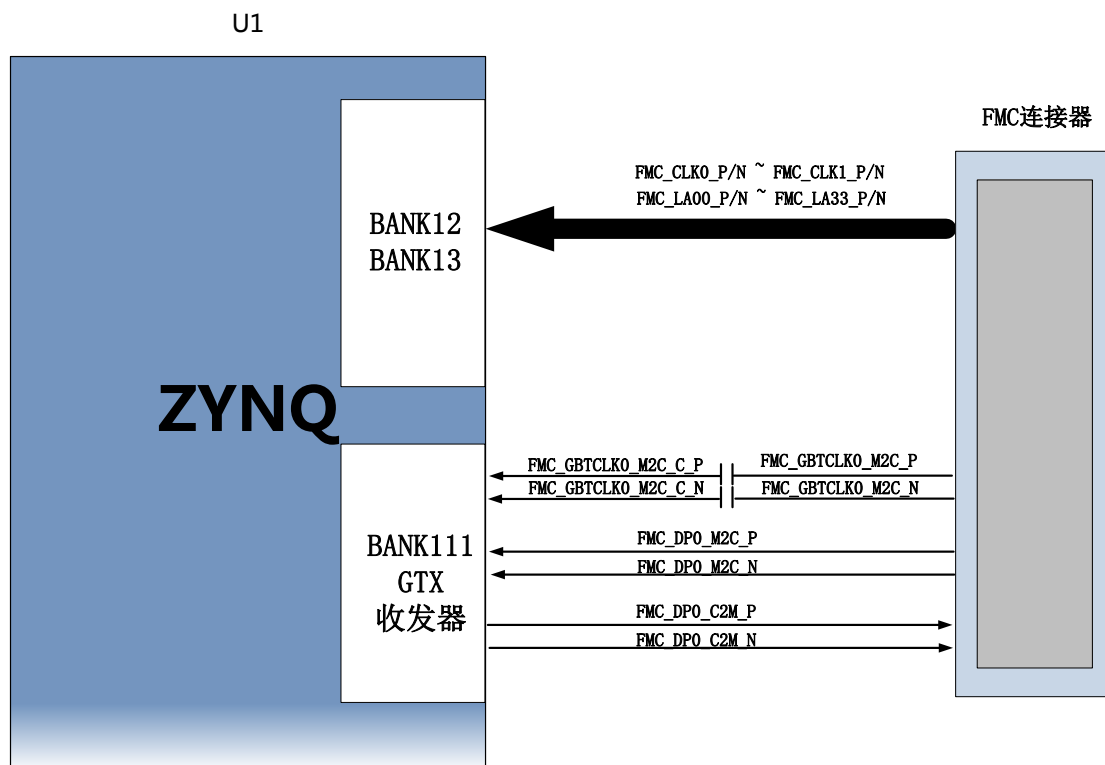 U1
FMC连接器
FMC_CLK0_P/N ~ FMC_CLK1_P/N
FMC_LA00_P/N ~ FMC_LA33_P/N
BANK12
BANK13
ZYNQ
FMC_GBTCLK0_M2C_C_P
FMC_GBTCLK0_M2C_P
FMC_GBTCLK0_M2C_C_N
FMC_GBTCLK0_M2C_N
BANK111
GTX
收发器
FMC_DP0_M2C_P
FMC_DP0_M2C_N
FMC_DP0_C2M_P
FMC_DP0_C2M_N